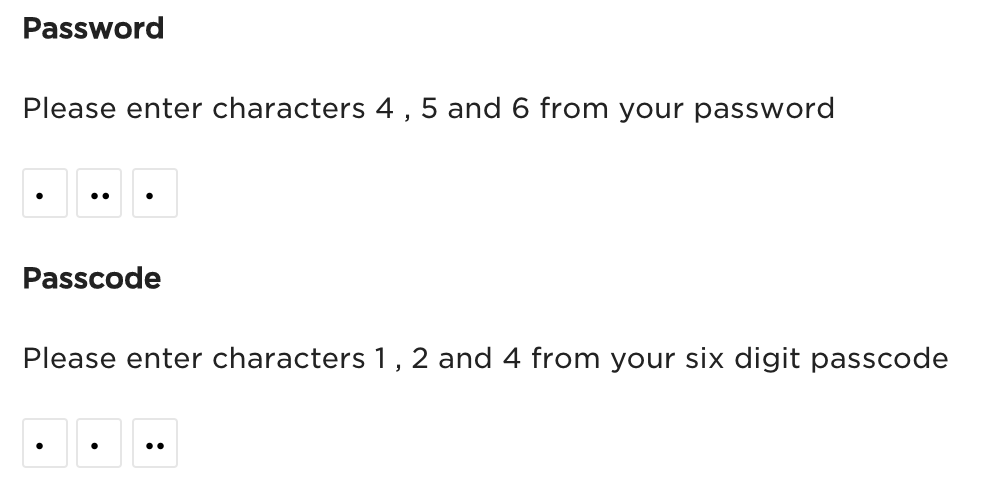 Password
Please enter characters 4 , 5 and 6 from your password
• •• •
Passcode
Please enter characters 1 , 2 and 4 from your six digit passcode
• • ••